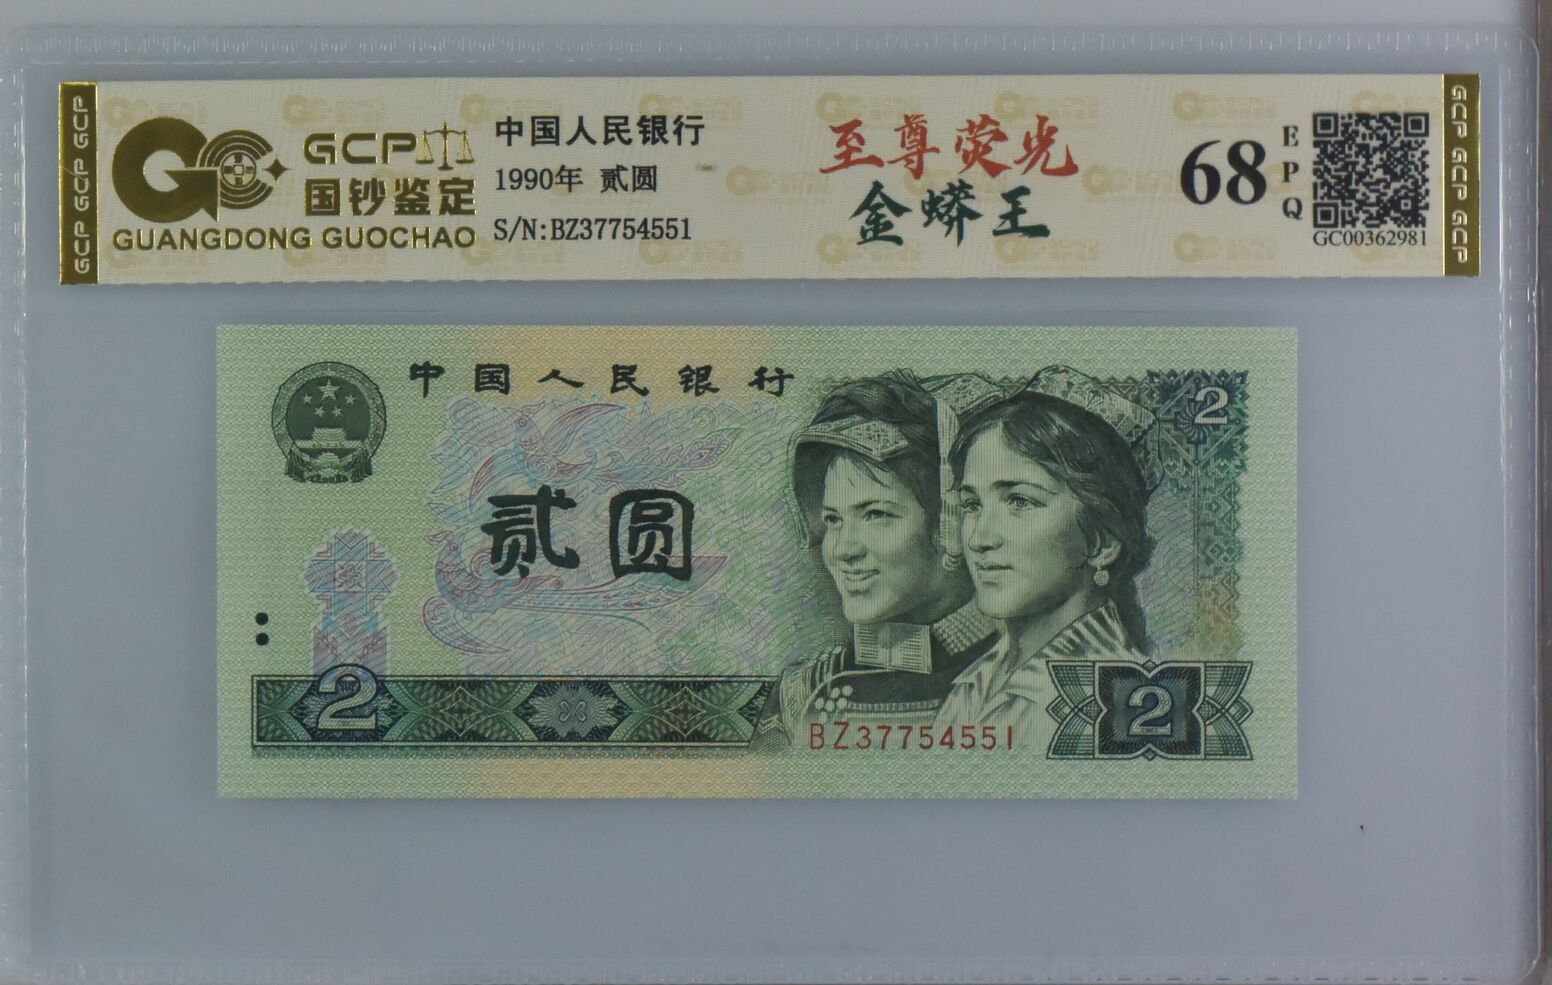 GCP GCP GCP
GCP
国钞鉴定
GUANGDONG GUOCHAO
中国人民银行
1990年 贰圆
S/N:BZ37754551
至尊荧光
金蟒王
68
EPQ
GC00362981
GCP GCP GCP
中国人民银行
2
贰圆
2
2
BZ37754551